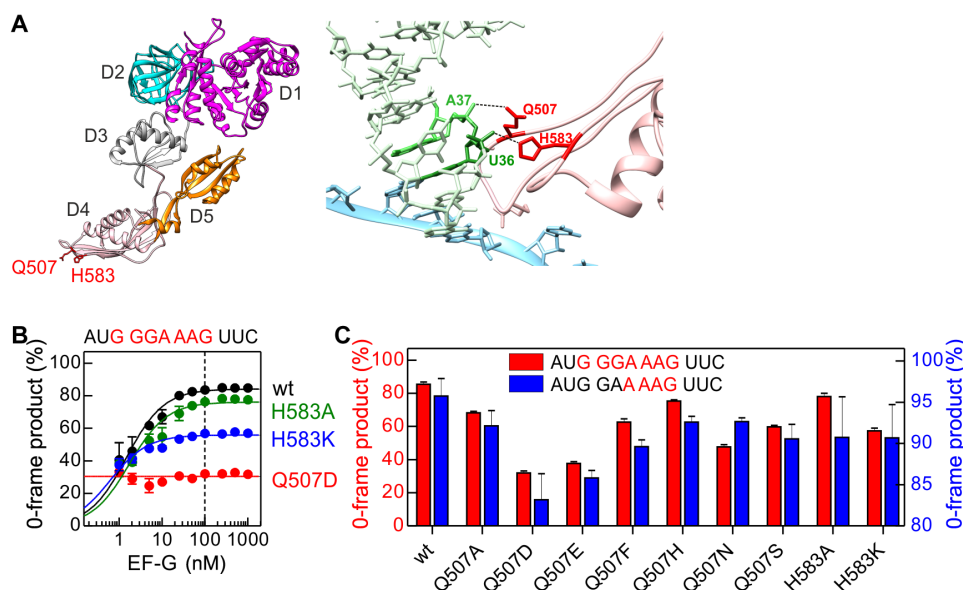 A
D2
D1
D3
D5
D4
Q507
H583
A37
Q507
H583
U36
B
AUG GGA AAG UUC
0-frame product (%)
100
80
60
40
20
0
wt
H583A
H583K
Q507D
1
10
100
1000
EF-G (nM)
C
0-frame product (%)
100
80
60
40
20
0
AUG GGA AAG UUC
AUG GAA AAG UUC
100
95
90
85
80
0-frame product (%)
wt
Q507A
Q507D
Q507E
Q507F
Q507H
Q507N
Q507S
H583A
H583K